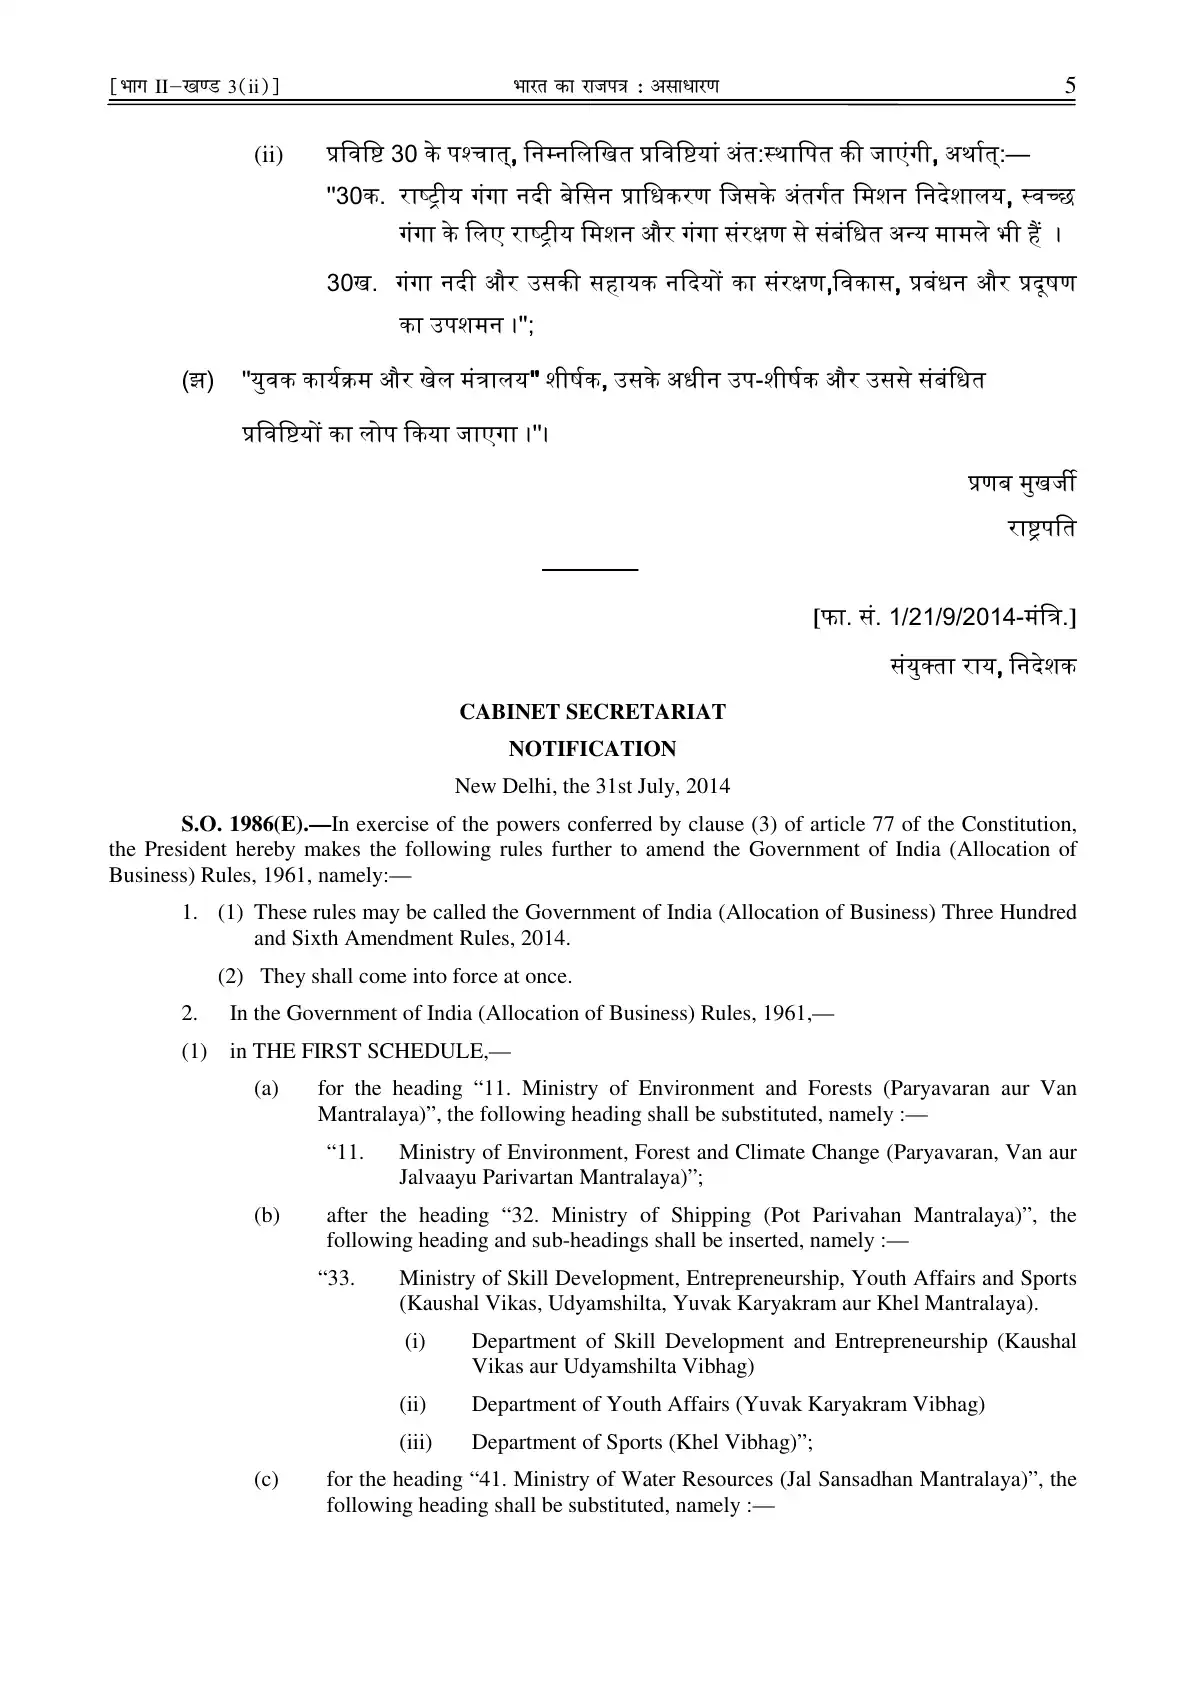 [भाग II–खण्ड 3(ii)] भारत का राजपत्र : असाधारण 5
(ii) प्रविष्टि 30 के पश्चात्, निम्नलिखित प्रविष्टियां अंत:स्थापित की जाएंगी, अर्थात्:—
"30क. राष्ट्रीय गंगा नदी बेसिन प्राधिकरण जिसके अंतर्गत मिशन निदेशालय, स्वच्छ
गंगा के लिए राष्ट्रीय मिशन और गंगा संरक्षण से संबंधित अन्य मामले भी हैं ।
30ख. गंगा नदी और उसकी सहायक नदियों का संरक्षण,विकास, प्रबंधन और प्रदूषण
का उपशमन ।";
(झ) "युवक कार्यक्रम और खेल मंत्रालय" शीर्षक, उसके अधीन उप-शीर्षक और उससे संबंधित
प्रविष्टियों का लोप किया जाएगा ।"।
प्रणब मुखर्जी
राष्ट्रपति
[फा. सं. 1/21/9/2014-मंत्रि.]
संयुक्ता राय, निदेशक
CABINET SECRETARIAT
NOTIFICATION
New Delhi, the 31st July, 2014
S.O. 1986(E).—In exercise of the powers conferred by clause (3) of article 77 of the Constitution,
the President hereby makes the following rules further to amend the Government of India (Allocation of
Business) Rules, 1961, namely:—
1. (1) These rules may be called the Government of India (Allocation of Business) Three Hundred
and Sixth Amendment Rules, 2014.
(2) They shall come into force at once.
2. In the Government of India (Allocation of Business) Rules, 1961,—
(1) in THE FIRST SCHEDULE,—
(a) for the heading “11. Ministry of Environment and Forests (Paryavaran aur Van
Mantralaya)”, the following heading shall be substituted, namely :—
“11. Ministry of Environment, Forest and Climate Change (Paryavaran, Van aur
Jalvaayu Parivartan Mantralaya)”;
(b) after the heading “32. Ministry of Shipping (Pot Parivahan Mantralaya)”, the
following heading and sub-headings shall be inserted, namely :—
“33. Ministry of Skill Development, Entrepreneurship, Youth Affairs and Sports
(Kaushal Vikas, Udyamshilta, Yuvak Karyakram aur Khel Mantralaya).
(i) Department of Skill Development and Entrepreneurship (Kaushal
Vikas aur Udyamshilta Vibhag)
(ii) Department of Youth Affairs (Yuvak Karyakram Vibhag)
(iii) Department of Sports (Khel Vibhag)”;
(c) for the heading “41. Ministry of Water Resources (Jal Sansadhan Mantralaya)”, the
following heading shall be substituted, namely :—